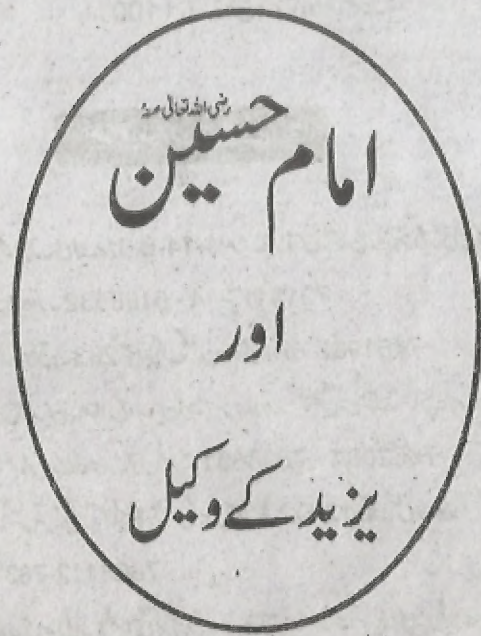 امام حسین رضی اللہ تعالیٰ عنہ
اور
یزید کے وکیل